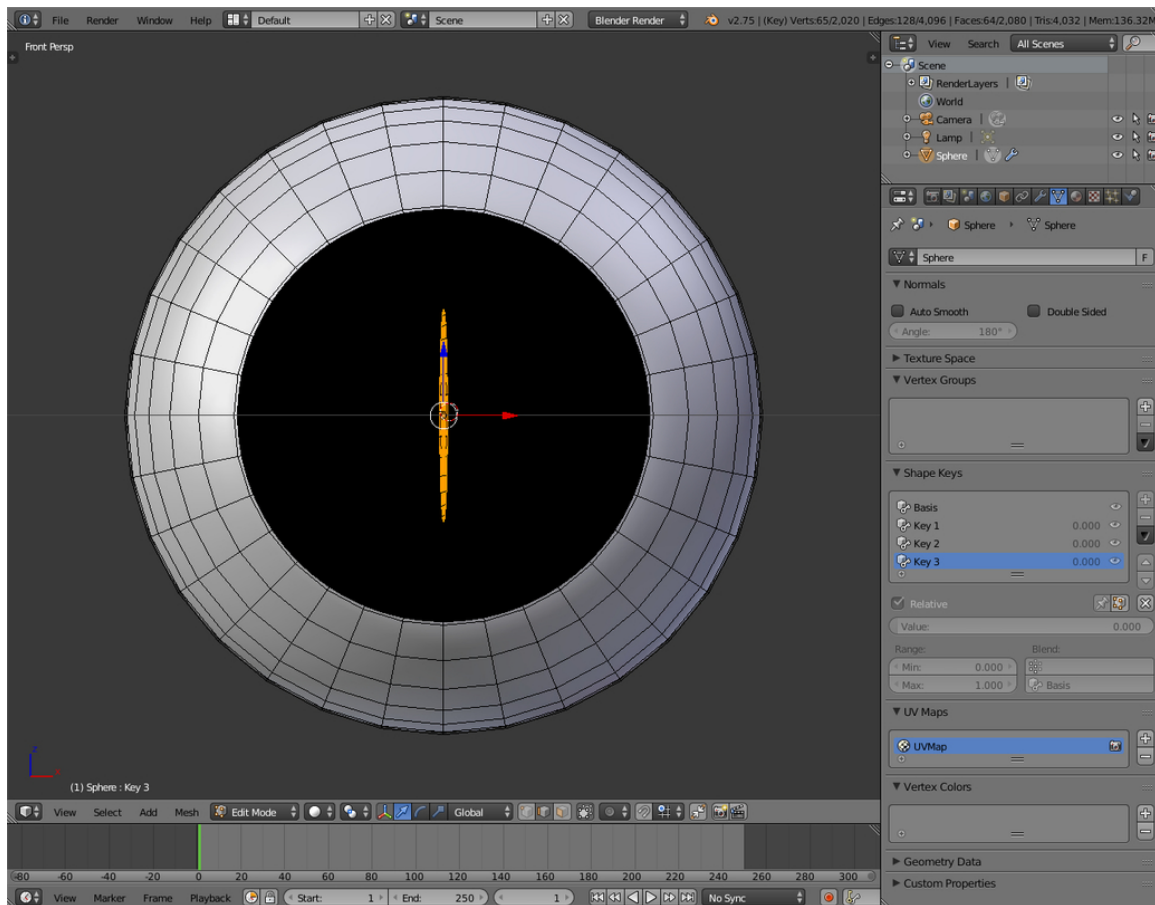 File Render Window Help Default Scene Blender Render v2.75 | (Key) Verts:65/2,020 | Edges:128/4,096 | Faces:64/2,080 | Tris:4,032 | Mem:136.32M
Front Persp
View Search All Scenes
Scene
RenderLayers |
World
Camera |
Lamp |
Sphere |
Sphere Sphere
Sphere F
Normals
Auto Smooth Double Sided
Angle: 180°
Texture Space
Vertex Groups
Shape Keys
Basis
Key 1 0.000
Key 2 0.000
Key 3 0.000
Relative
Value: 0.000
Range: Blend:
Min: 0.000
Max: 1.000 Basis
UV Maps
UVMap
Vertex Colors
Geometry Data
Custom Properties
z
x
(1) Sphere : Key 3
View Select Add Mesh Edit Mode Global
-80 -60 -40 -20 0 20 40 60 80 100 120 140 160 180 200 220 240 260 280 300
View Marker Frame Playback Start: 1 End: 250 1 No Sync